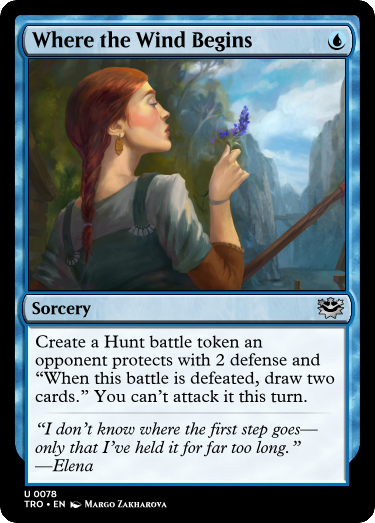 Where the Wind Begins
Sorcery
Create a Hunt battle token an
opponent protects with 2 defense and
“When this battle is defeated, draw two
cards.” You can’t attack it this turn.
“I don’t know where the first step goes—
only that I’ve held it for far too long.”
—Elena
U 0078
TRO • EN Margo Zakharova